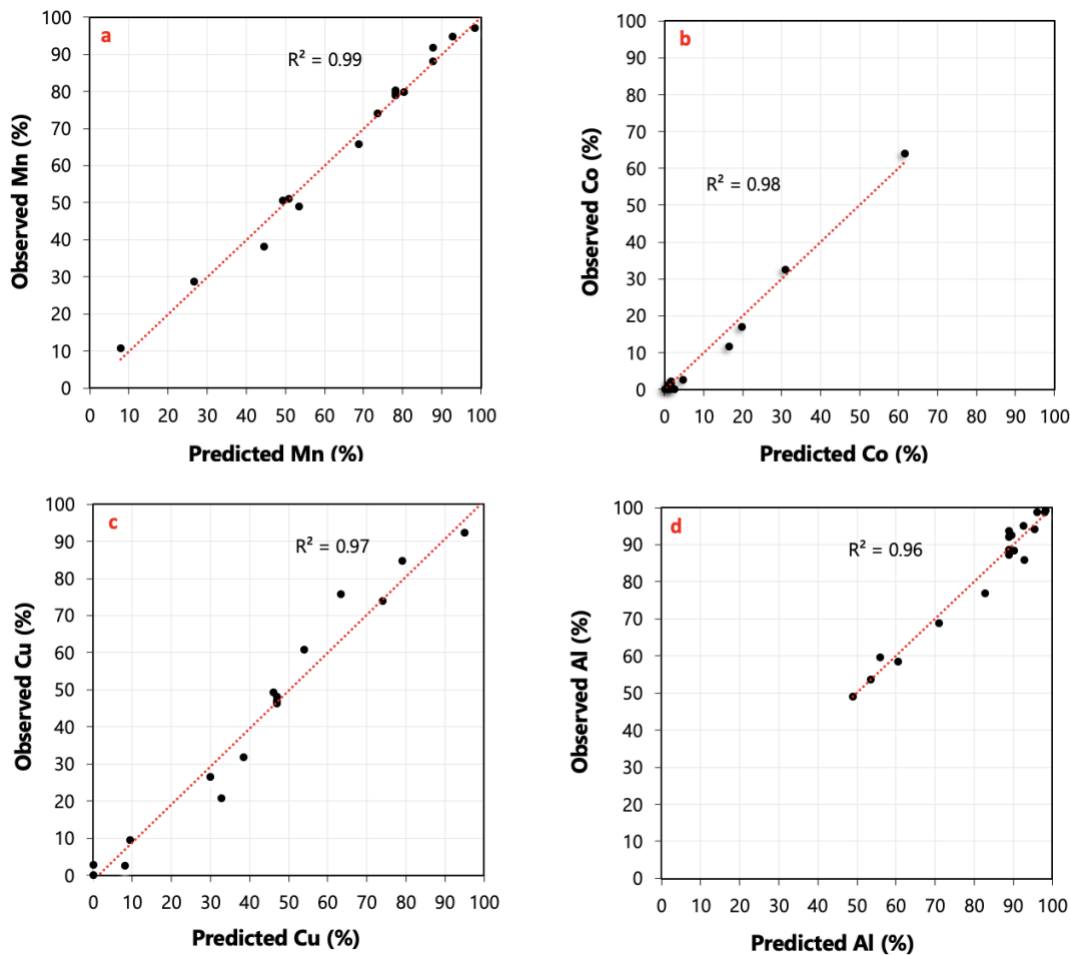 a
R² = 0.99
100
90
80
70
60
50
40
30
20
10
0
Observed Mn (%)
0 10 20 30 40 50 60 70 80 90 100
Predicted Mn (%)
b
R² = 0.98
100
90
80
70
60
50
40
30
20
10
0
Observed Co (%)
0 10 20 30 40 50 60 70 80 90 100
Predicted Co (%)
c
R² = 0.97
100
90
80
70
60
50
40
30
20
10
0
Observed Cu (%)
0 10 20 30 40 50 60 70 80 90 100
Predicted Cu (%)
d
R² = 0.96
100
90
80
70
60
50
40
30
20
10
0
Observed Al (%)
0 10 20 30 40 50 60 70 80 90 100
Predicted Al (%)